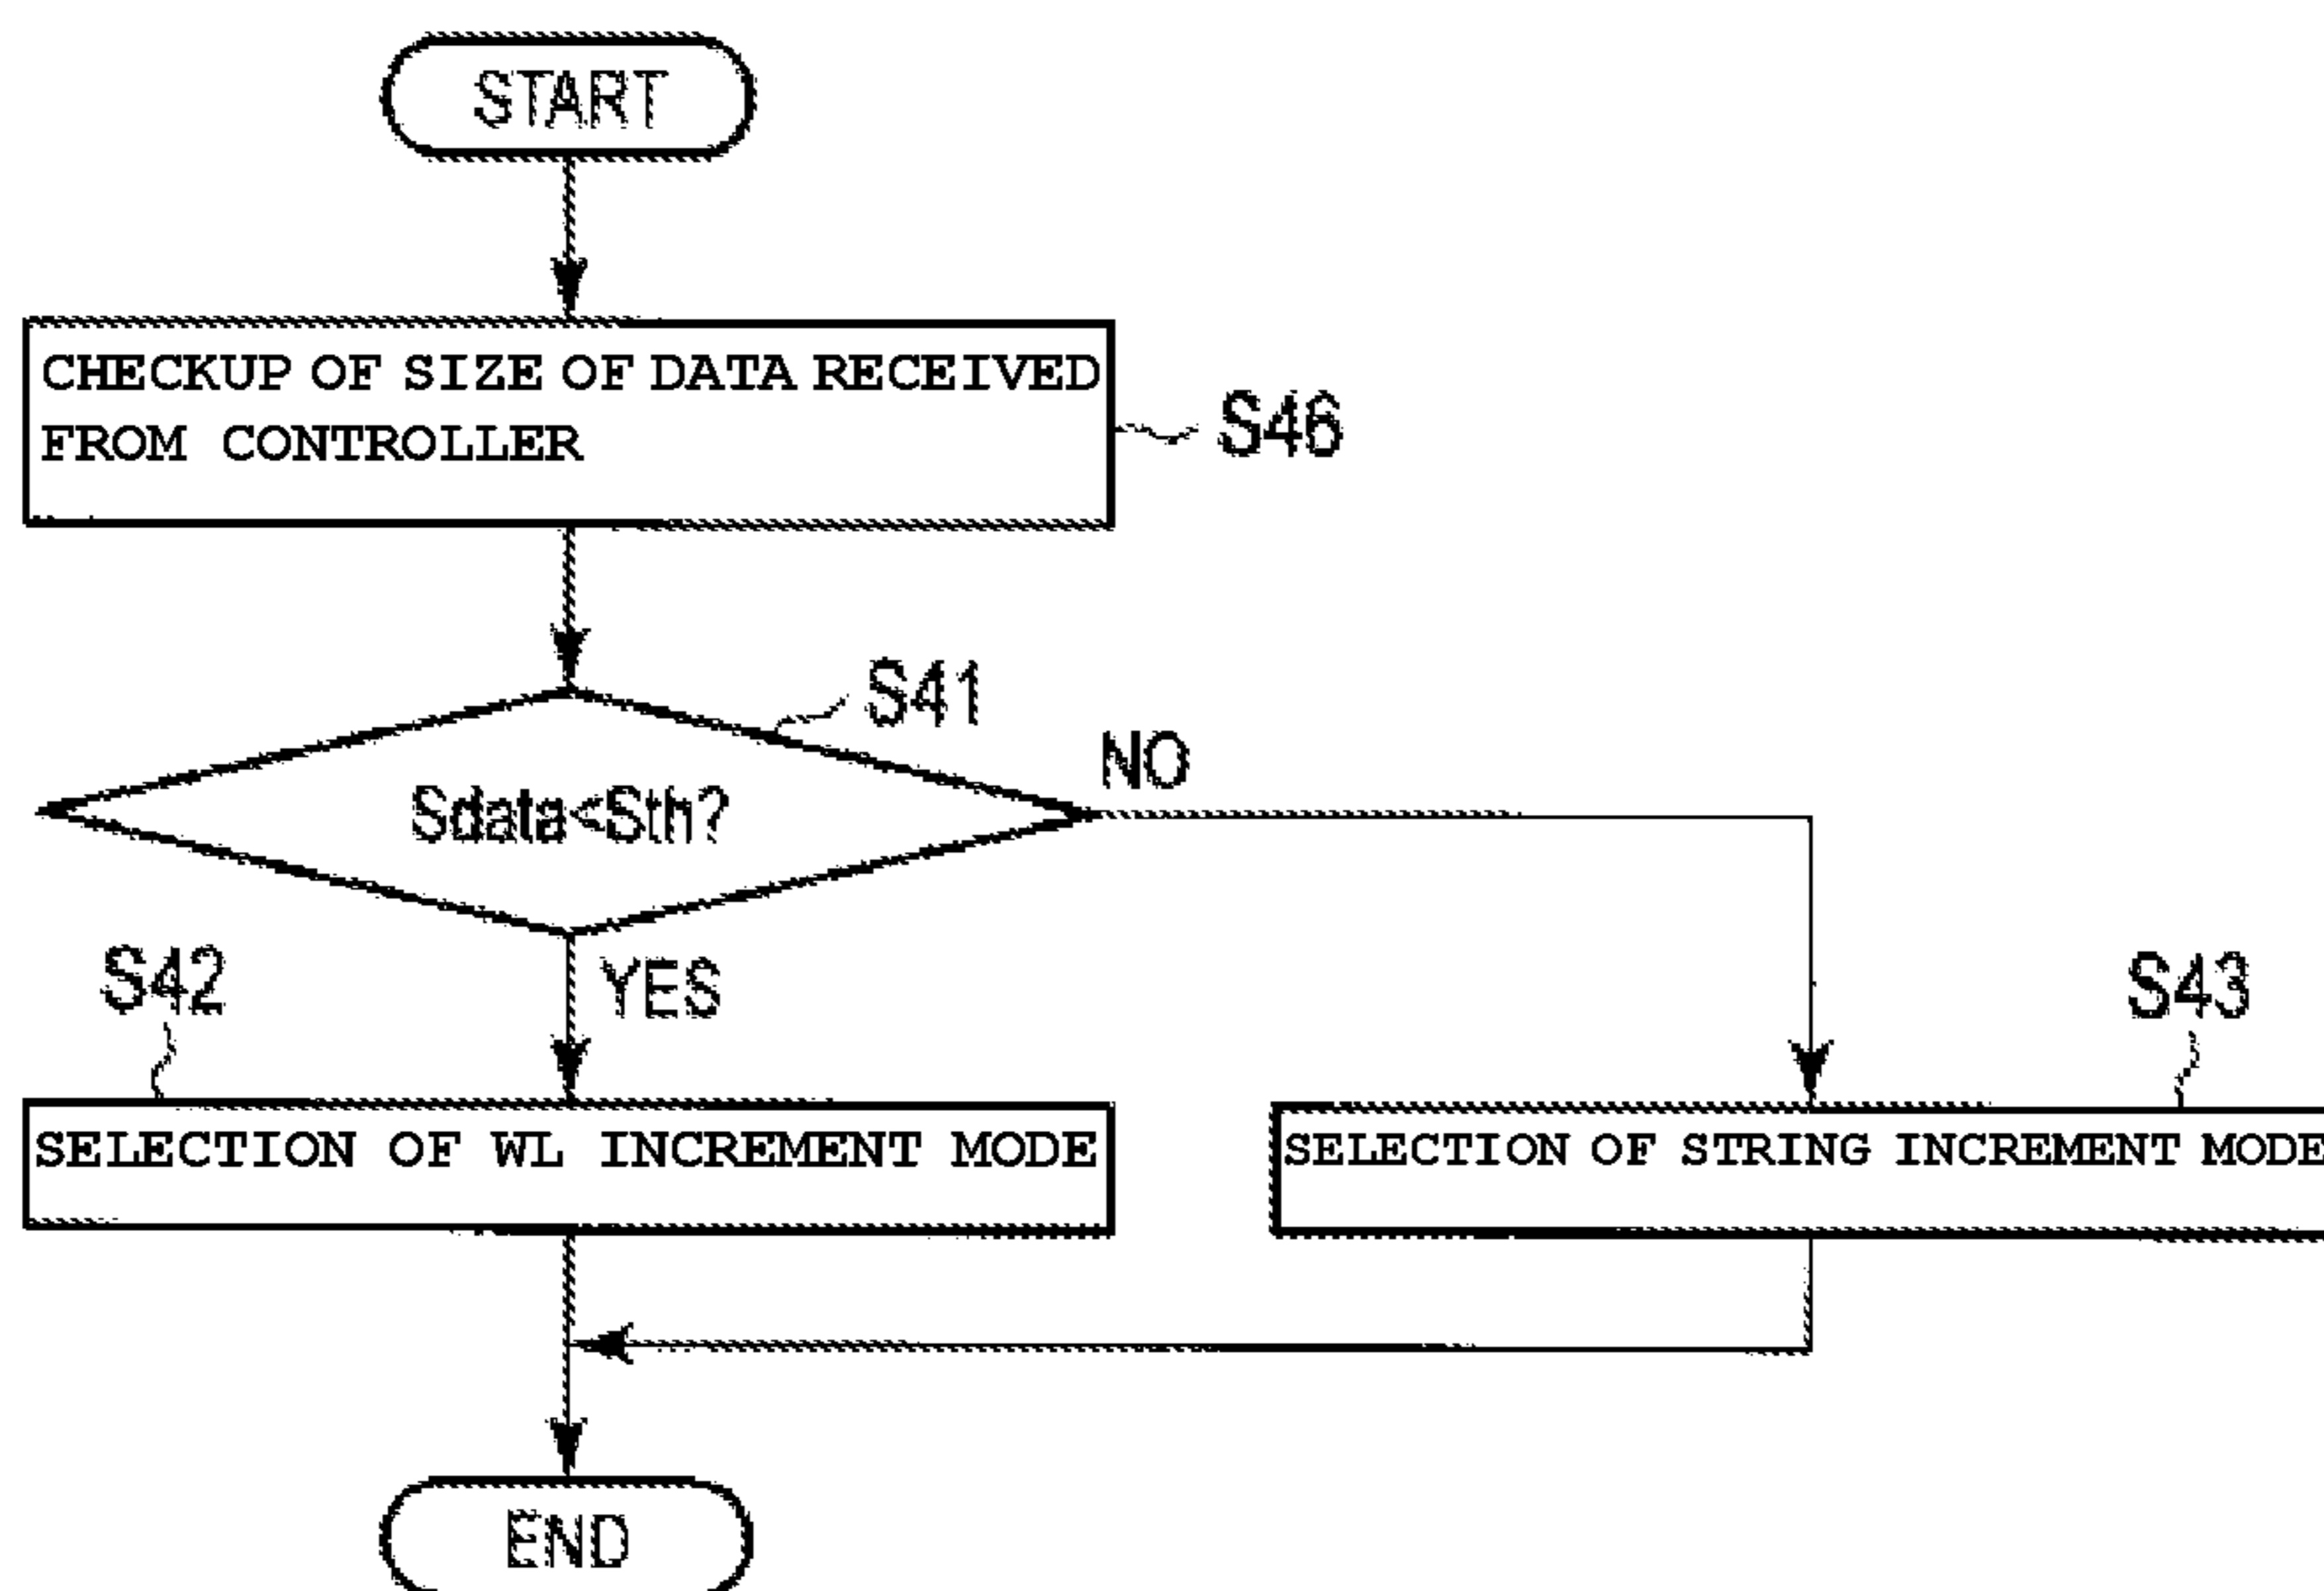 START
CHECKUP OF SIZE OF DATA RECEIVED
FROM CONTROLLER
S46
S41
Sdata<Sth?
NO
YES
S42
S43
SELECTION OF WL INCREMENT MODE
SELECTION OF STRING INCREMENT MODE
END